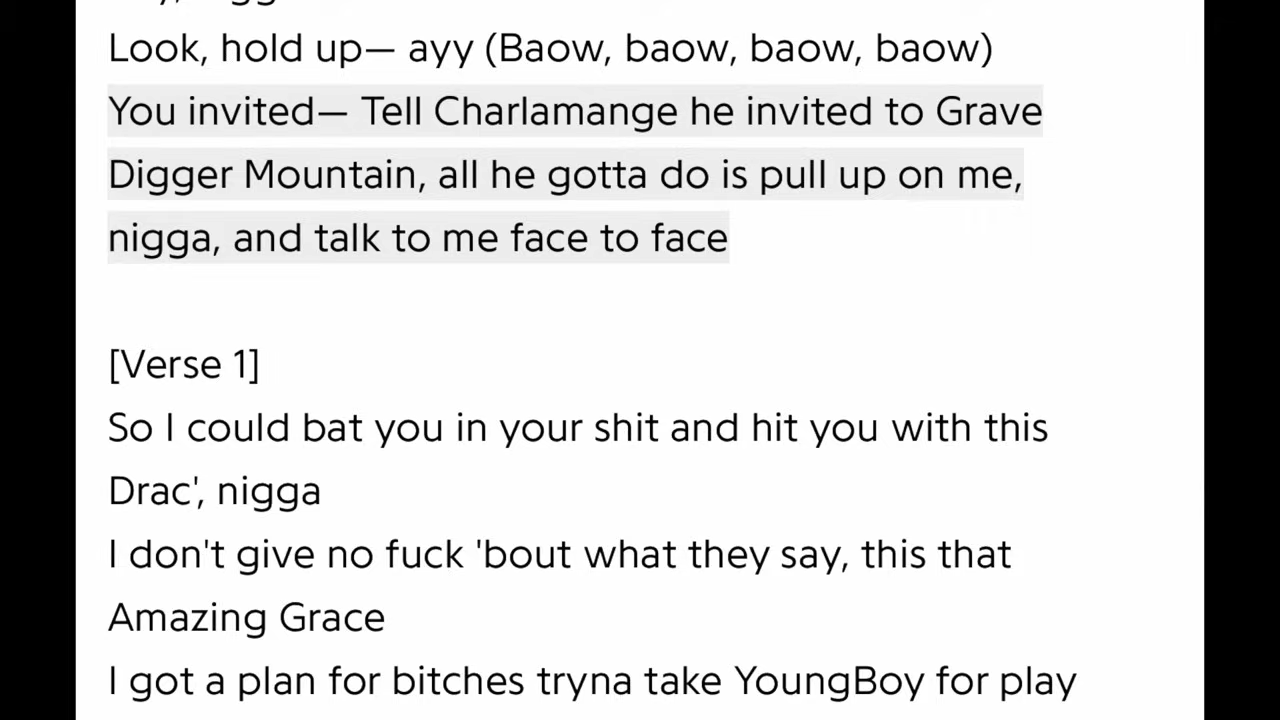 Look, hold up— ayy (Baow, baow, baow, baow)
You invited— Tell Charlamange he invited to Grave
Digger Mountain, all he gotta do is pull up on me,
nigga, and talk to me face to face
[Verse 1]
So I could bat you in your shit and hit you with this
Drac', nigga
I don't give no fuck 'bout what they say, this that
Amazing Grace
I got a plan for bitches tryna take YoungBoy for play